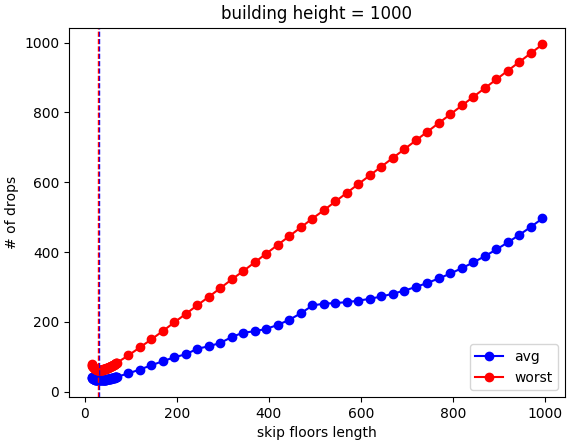 building height = 1000
# of drops
1000
800
600
400
200
0
0 200 400 600 800 1000
skip floors length
avg
worst